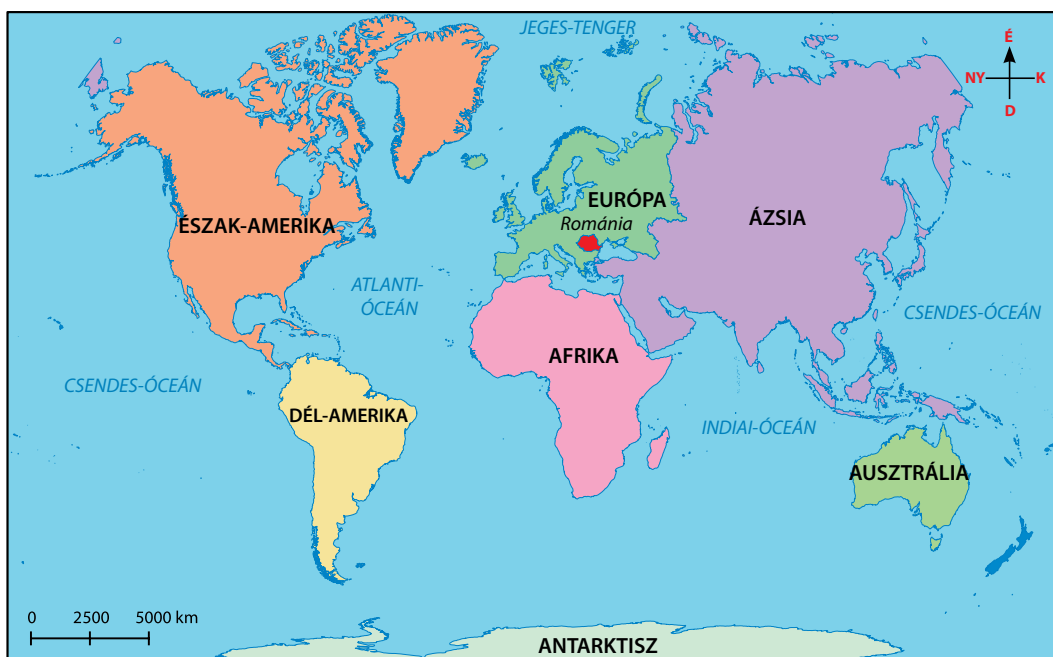 JEGES-TENGER
É
NY
K
D
ÉSZAK-AMERIKA
EURÓPA
Románia
ÁZSIA
ATLANTI-
ÓCEÁN
CSENDES-ÓCEÁN
AFRIKA
CSENDES-ÓCEÁN
DÉL-AMERIKA
INDIAI-ÓCEÁN
AUSZTRÁLIA
0 2500 5000 km
ANTARKTISZ